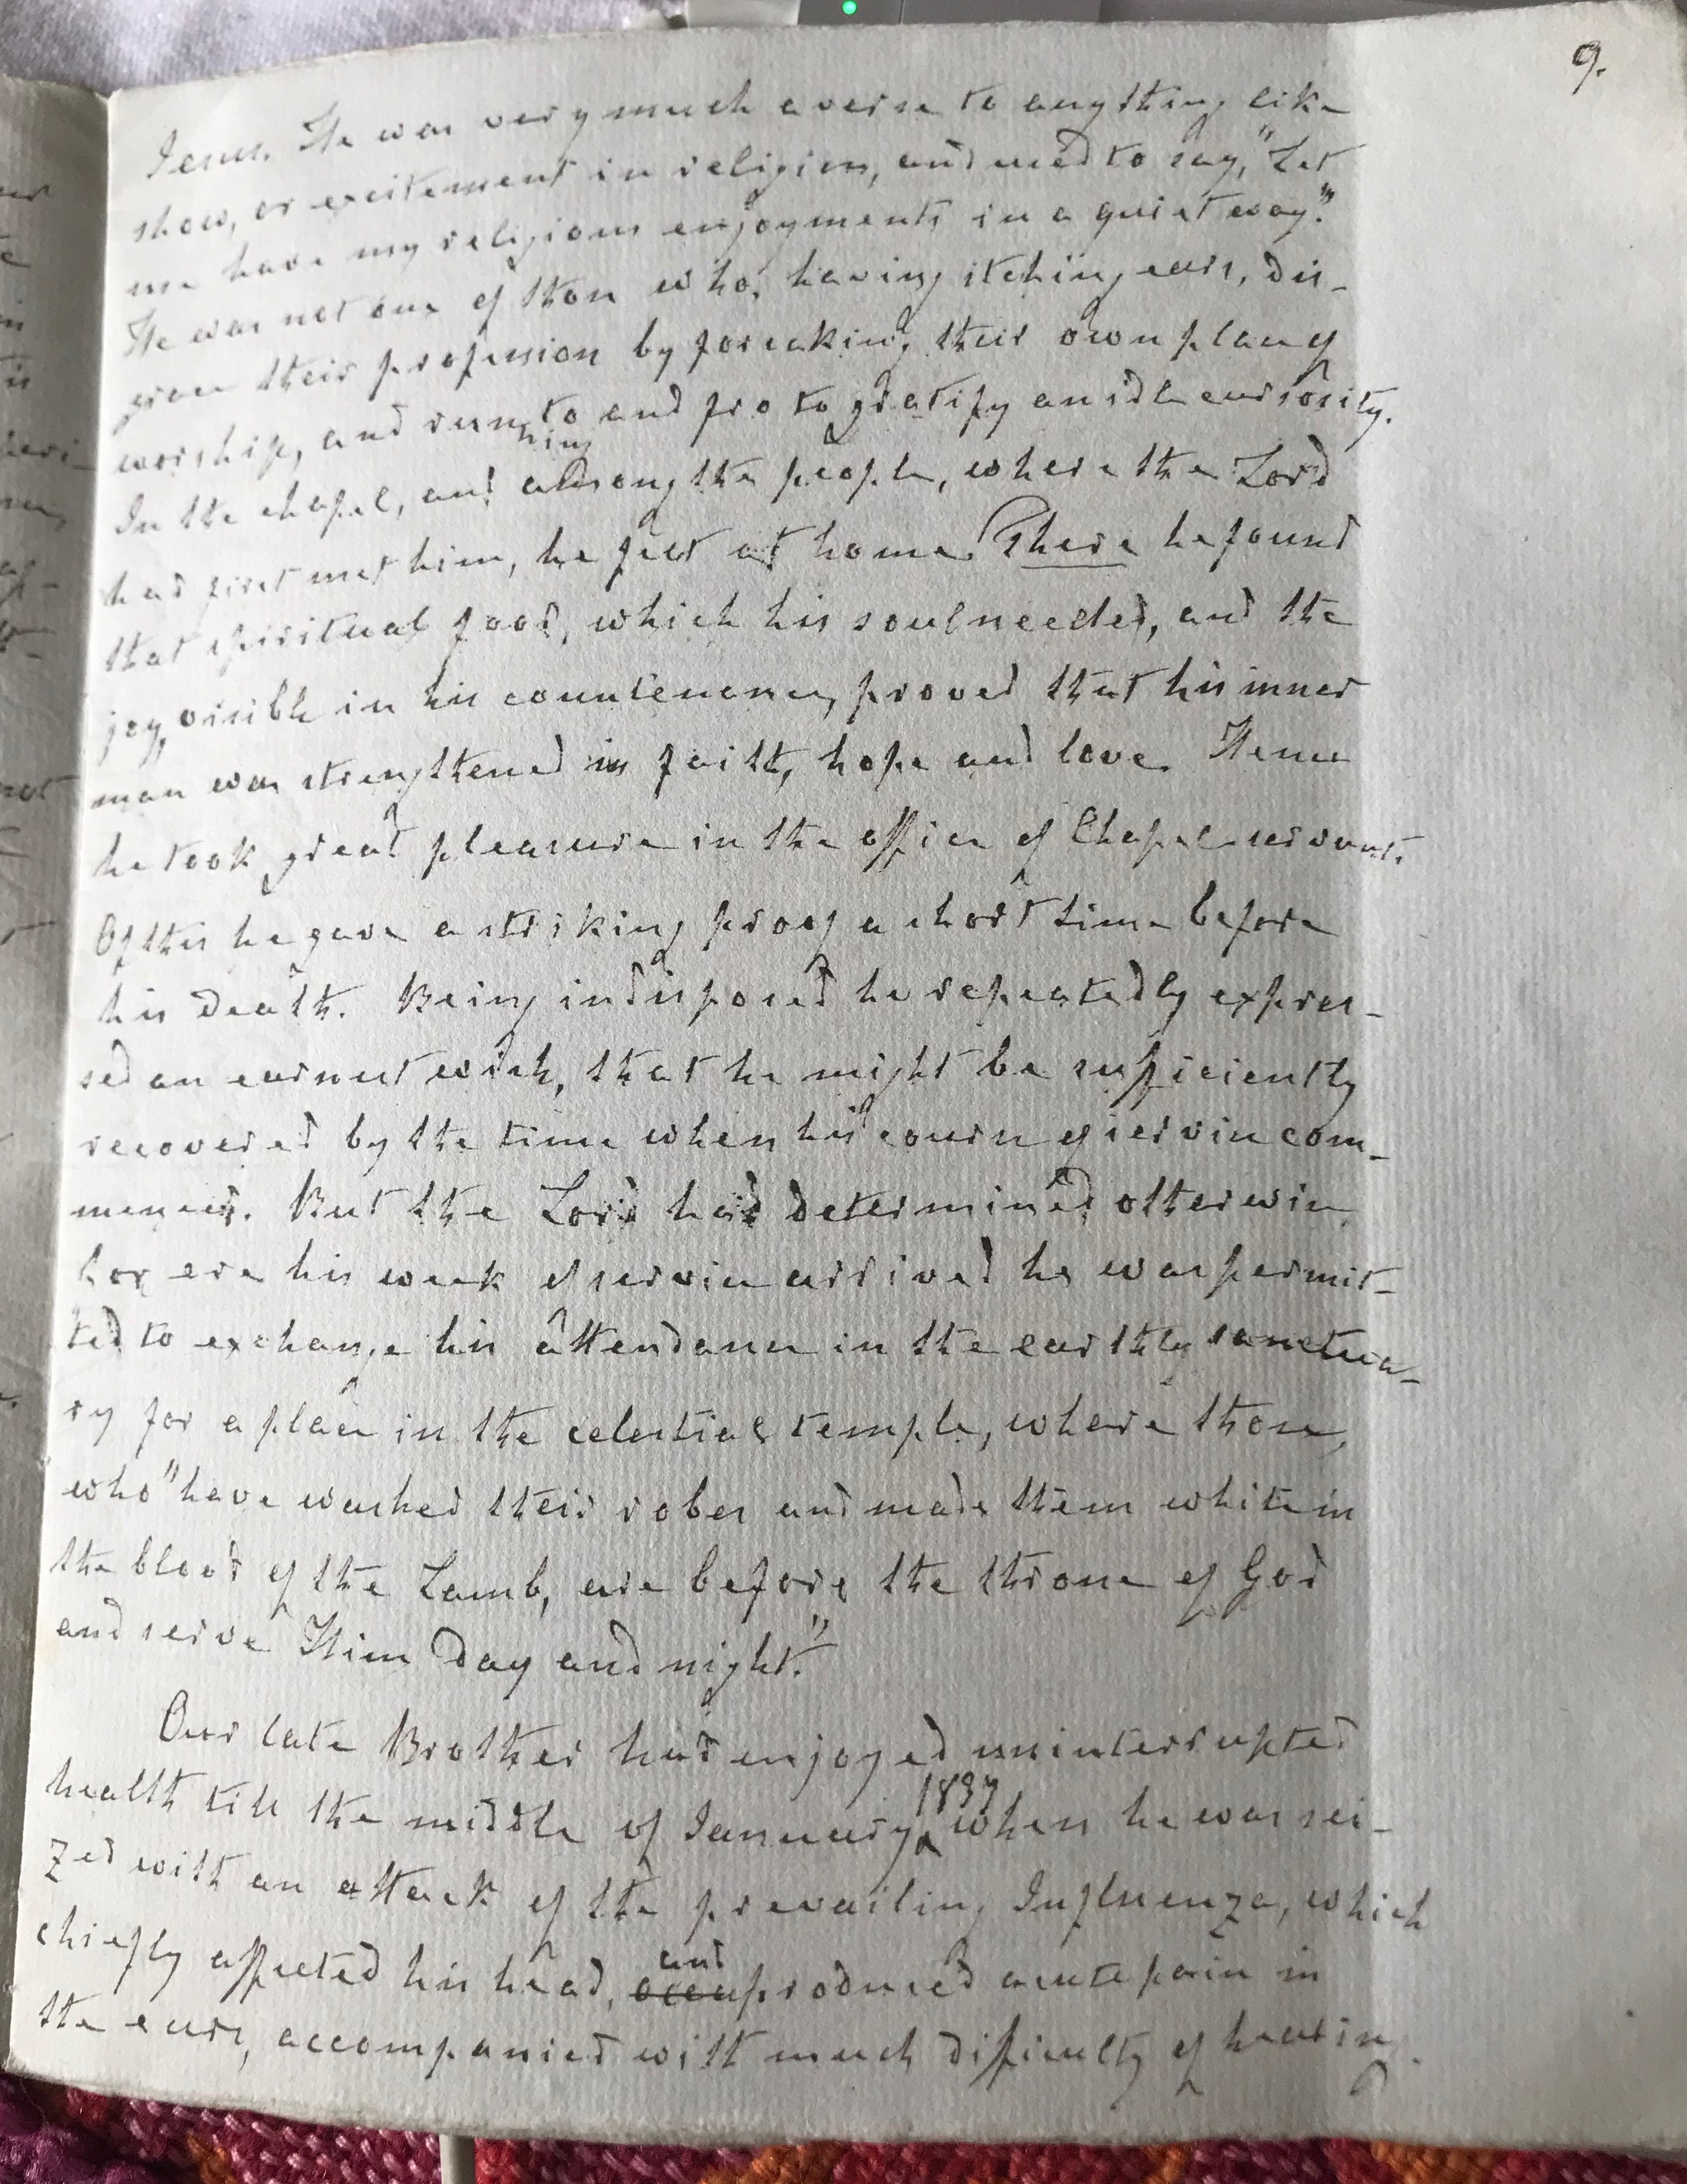 9.
Jesus. He was very much averse to anything like
show, or excitement in religion, and used to say, "Let
me have my religious enjoyments in a quiet way."
He was not one of those who, having itching ears, dis-
grace their profession by forsaking their own place of
worship, and running to and fro to gratify an idle curiosity.
In the chapel, and among the people, where the Lord
had first met him, he felt at home. There he found
that spiritual food, which his soul needed, and the
joy, visible in his countenance, proved that his inner
man was strengthened in faith, hope and love. Hence
he took great pleasure in the office of Chapel-servant.
Of this he gave a striking proof a short time before
his death. Being indisposed he repeatedly expres-
sed an earnest wish, that he might be sufficiently
recovered by the time when his course of service com-
menced. But the Lord had determined otherwise,
for ere his week of service arrived he was permit-
ted to exchange his attendance in the earthly sanctua-
ry for a place in the celestial temple, where those,
who "have washed their robes and made them white in
the blood of the Lamb, are before the throne of God
and serve Him day and night."
Our late Brother had enjoyed uninterrupted
health till the middle of January, 1837 when he was sei-
zed with an attack of the prevailing Influenza, which
chiefly affected his head, and produced acute pain in
the ears, accompanied with much difficulty of hearing.